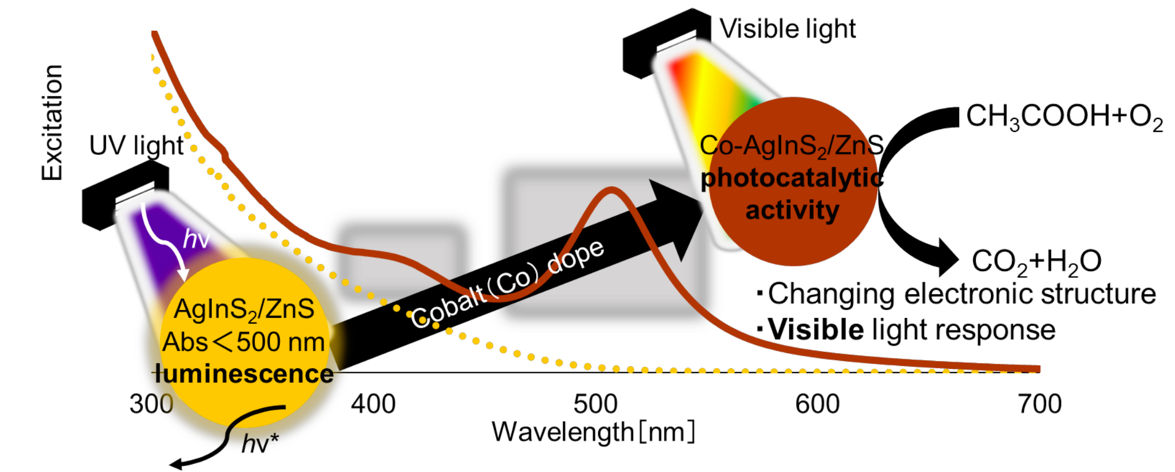 Visible light
Excitation
UV light
hν
AgInS₂/ZnS
Abs＜500 nm
luminescence
hν*
Cobalt（Co）dope
Co-AgInS₂/ZnS
photocatalytic
activity
CH₃COOH+O₂
CO₂+H₂O
・Changing electronic structure
・Visible light response
300 400 500 600 700
Wavelength［nm］